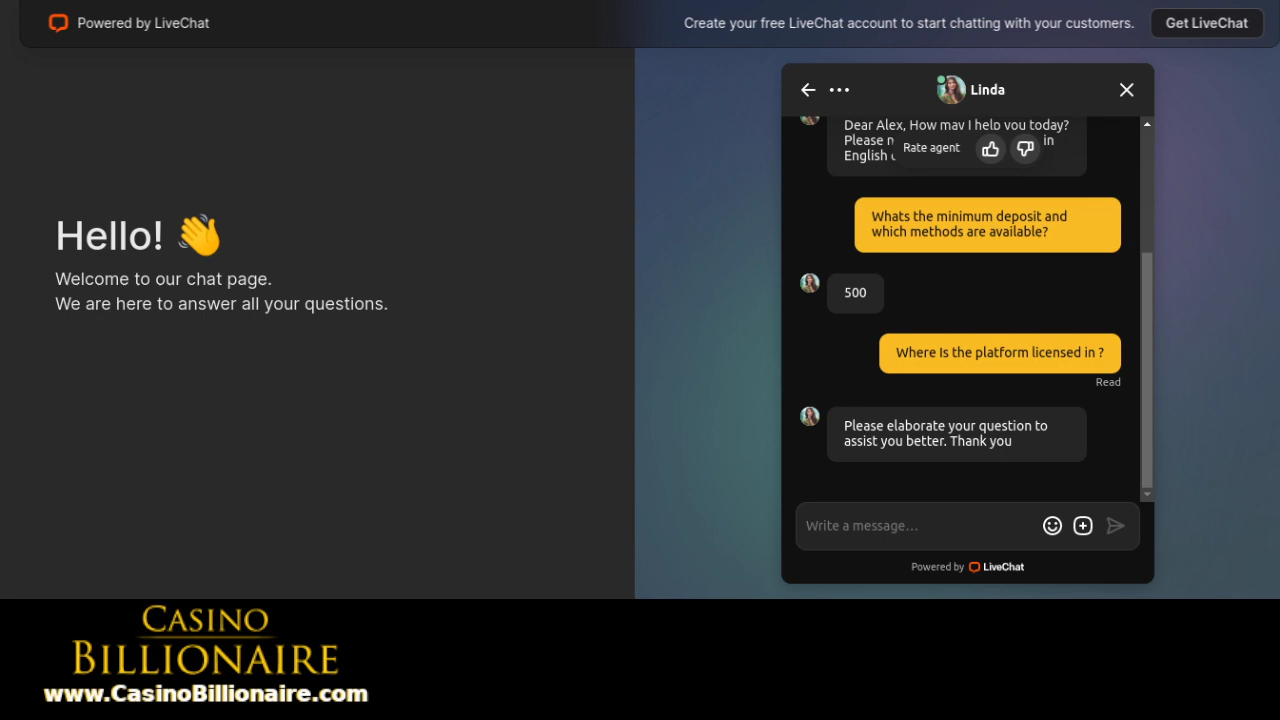 Powered by LiveChat
Create your free LiveChat account to start chatting with your customers.
Get LiveChat
Hello! 👋
Welcome to our chat page.
We are here to answer all your questions.
Linda
Dear Alex, How may I help you today?
Please
in
English
Rate agent
Whats the minimum deposit and
which methods are available?
500
Where Is the platform licensed in ?
Read
Please elaborate your question to
assist you better. Thank you
Write a message...
Powered by LiveChat
CASINO
BILLIONAIRE
www.CasinoBillionaire.com